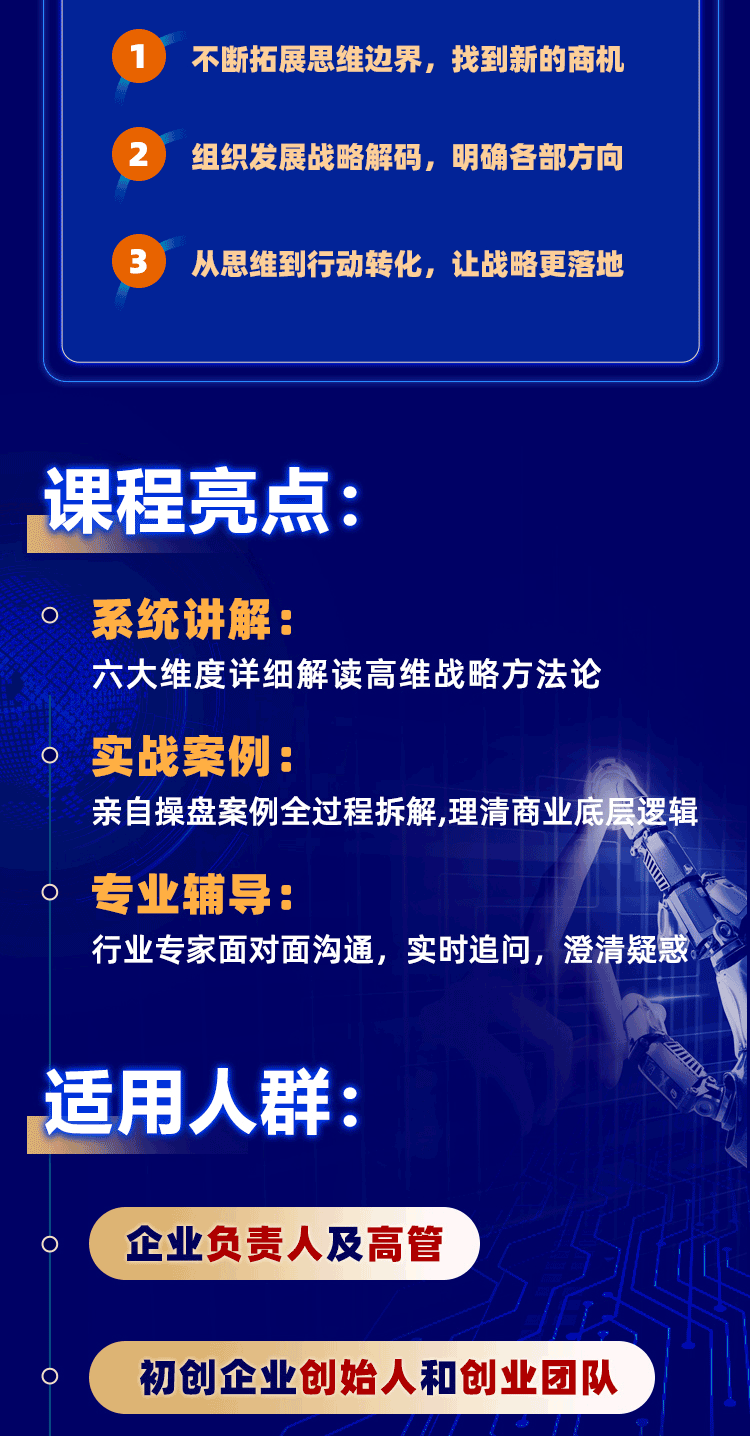 1 不断拓展思维边界，找到新的商机
2 组织发展战略解码，明确各部方向
3 从思维到行动转化，让战略更落地
课程亮点：
系统讲解：
六大维度详细解读高维战略方法论
实战案例：
亲自操盘案例全过程拆解,理清商业底层逻辑
专业辅导：
行业专家面对面沟通，实时追问，澄清疑惑
适用人群：
企业负责人及高管
初创企业创始人和创业团队